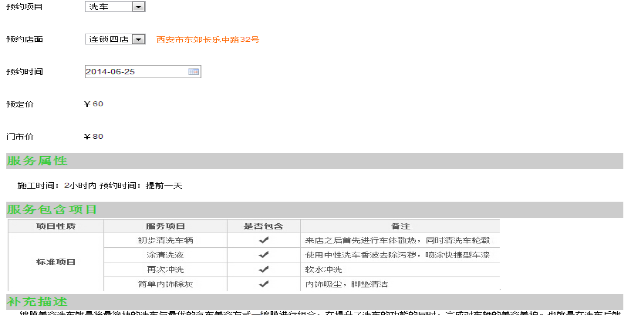 预约项目 洗车
预约店面 连锁四店 西安市东郊长乐中路32号
预约时间 2014-06-25
预定价 ￥60
门市价 ￥80
服务属性
施工时间：2小时内 预约时间：提前一天
服务包含项目
项目性质 服务项目 是否包含 备注
初步清洗车辆 ✔ 来店之后首先进行车体散热，同时清洗车轮毂
标准项目
涂清洗液 ✔ 使用中性洗车香波去除污秽，喷涂快捷型车漆
再次冲洗 ✔ 软水冲洗
简单内饰除灰 ✔ 内饰吸尘，脚垫清洁
补充描述